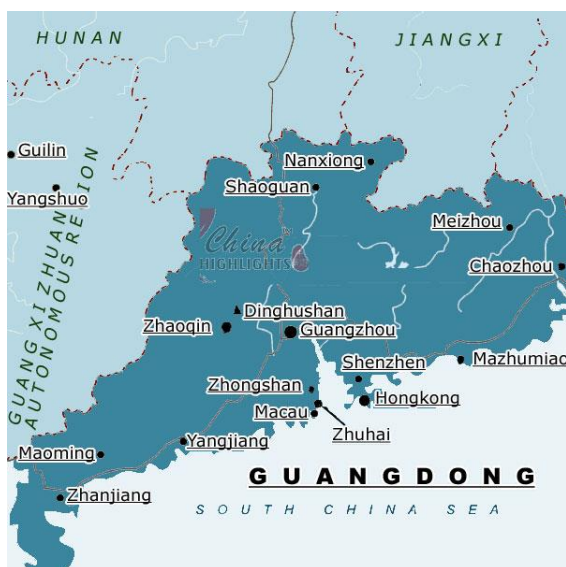 HUNAN
JIANGXI
Guilin
Nanxiong
Yangshuo
Shaoguan
GUANGXI ZHUANG
AUTONOMOUS REGION
Meizhou
China
HIGHLIGHTS
Chaozhou
Dinghushan
Zhaoqin
Guangzhou
Shenzhen
Mazhumiao
Zhongshan
Hongkong
Macau
Zhuhai
Yangjiang
Maoming
GUANGDONG
Zhanjiang
SOUTH CHINA SEA